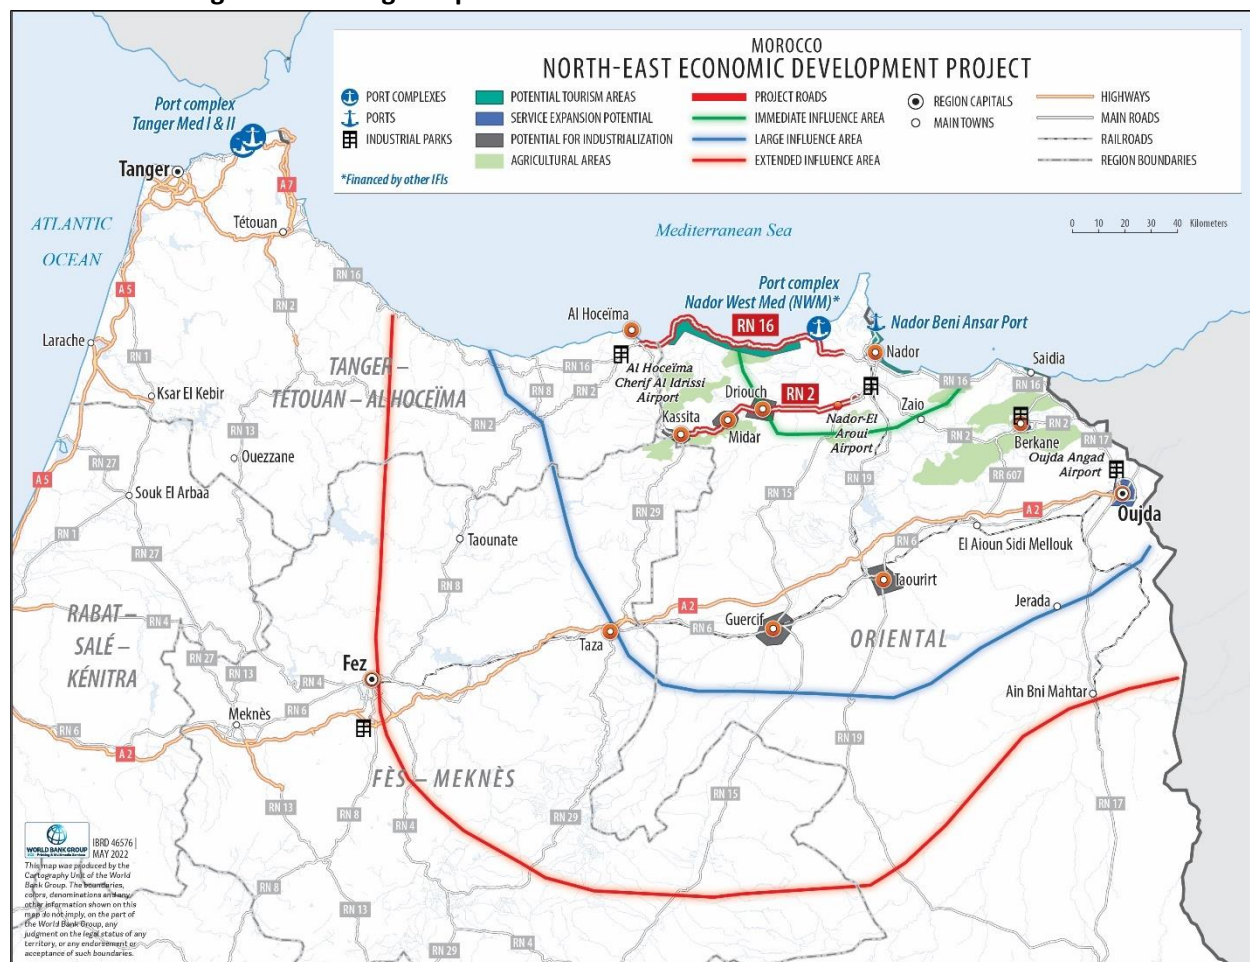 MOROCCO
NORTH-EAST ECONOMIC DEVELOPMENT PROJECT
PORT COMPLEXES
PORTS
INDUSTRIAL PARKS
*Financed by other IFIs
POTENTIAL TOURISM AREAS
SERVICE EXPANSION POTENTIAL
POTENTIAL FOR INDUSTRIALIZATION
AGRICULTURAL AREAS
PROJECT ROADS
IMMEDIATE INFLUENCE AREA
LARGE INFLUENCE AREA
EXTENDED INFLUENCE AREA
REGION CAPITALS
MAIN TOWNS
HIGHWAYS
MAIN ROADS
RAILROADS
REGION BOUNDARIES
0 10 20 30 40 Kilometers
Port complex
Tanger Med I & II
Tanger
A 7
ATLANTIC
OCEAN
Tétouan
Mediterranean Sea
RN 16
A 5
RN 2
Port complex
Nador West Med (NWM)*
Al Hoceïma
RN 16
Nador Beni Ansar Port
Larache
RN 1
Nador
Saidia
TANGER –
TÉTOUAN – AL HOCEÏMA
RN 16
RN 8
RN 2
Al Hoceïma
Cherif Al Idrissi
Airport
Driouch
RN 2
RN 16
RN 16
Ksar El Kebir
Zaio
Kassita
Midar
Nador-El
Aroui
Airport
RN 2
RN 2
Berkane
RN 17
RN 13
RN 2
Oujda Angad
Airport
Ouezzane
RN 27
A 5
Souk El Arbaa
RN 15
RN 19
RR 607
Oujda
RN 29
A 2
RN 1
Taounate
RN 6
El Aioun Sidi Mellouk
RN 27
RN 8
Taourirt
RABAT –
SALÉ –
KÉNITRA
RN 4
A 2
Jerada
Guercif
RN 6
ORIENTAL
Taza
RN 27
RN 13
Fez
RN 4
Ain Bni Mahtar
Meknès
RN 6
RN 6
A 2
RN 19
FÈS – MEKNÈS
RN 13
RN 8
RN 4
RN 29
RN 15
RN 17
WORLD BANK GROUP
IBRD 46576 |
MAY 2022
This map was produced by the
Cartography Unit of the World
Bank Group. The boundaries,
colors, denominations and any
other information shown on this
map do not imply, on the part of
the World Bank Group, any
judgment on the legal status of any
territory, or any endorsement or
acceptance of such boundaries.
RN 8
RN 13
RN 4
RN 29